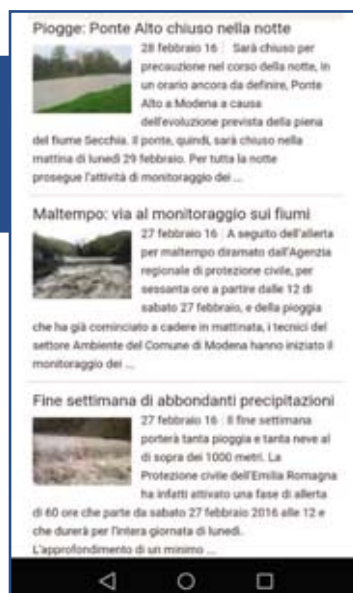 Piogge: Ponte Alto chiuso nella notte
28 febbraio 16 Sarà chiuso per
precauzione nel corso della notte, in
un orario ancora da definire, Ponte
Alto a Modena a causa
dell'evoluzione prevista della piena
del fiume Secchia. Il ponte, quindi, sarà chiuso nella
mattina di lunedì 29 febbraio. Per tutta la notte
prosegue l'attività di monitoraggio dei ...
Maltempo: via al monitoraggio sui fiumi
27 febbraio 16 A seguito dell'allerta
per maltempo diramato dall'Agenzia
regionale di protezione civile, per
sessanta ore a partire dalle 12 di
sabato 27 febbraio, e della pioggia
che ha già cominciato a cadere in mattinata, i tecnici del
settore Ambiente del Comune di Modena hanno iniziato il
monitoraggio dei ...
Fine settimana di abbondanti precipitazioni
27 febbraio 16 Il fine settimana
porterà tanta pioggia e tanta neve al
di sopra dei 1000 metri. La
Protezione civile dell'Emilia Romagna
ha infatti attivato una fase di allerta
di 60 ore che parte da sabato 27 febbraio 2016 alle 12 e
che durerà per l'intera giornata di lunedì.
L'approfondimento di un minimo ...